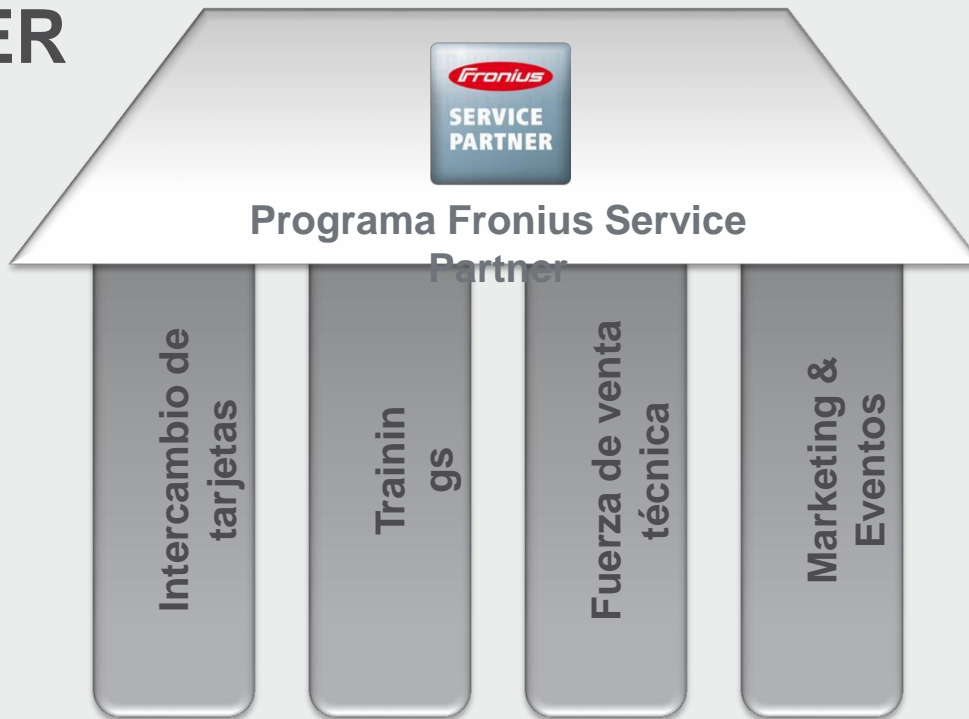 ER
Fronius
SERVICE
PARTNER
Programa Fronius Service
Partner
Intercambio de
tarjetas
Trainin
gs
Fuerza de venta
técnica
Marketing &
Eventos